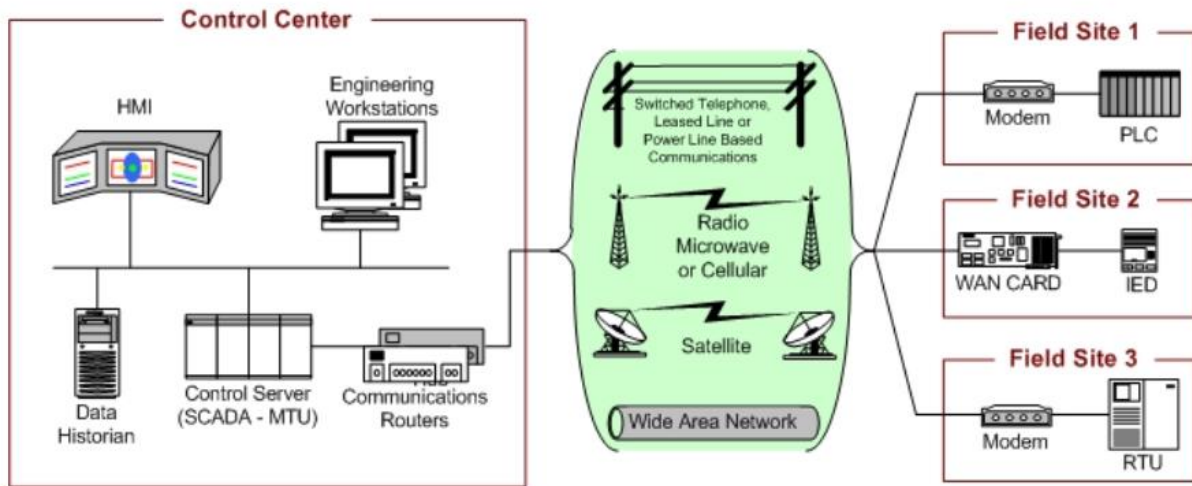 Control Center
HMI
Engineering
Workstations
Data
Historian
Control Server
(SCADA - MTU)
Communications
Routers
Switched Telephone,
Leased Line or
Power Line Based
Communications
Radio
Microwave
or Cellular
Satellite
Wide Area Network
Field Site 1
Modem
PLC
Field Site 2
WAN CARD
IED
Field Site 3
Modem
RTU